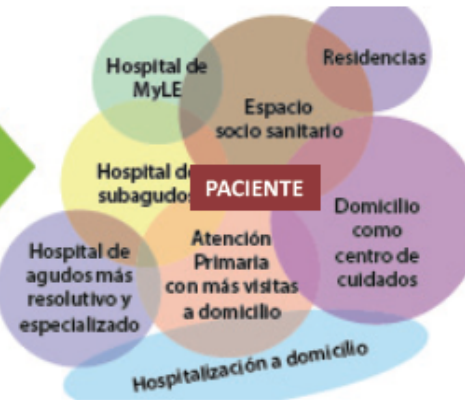 Hospital de
MyLE
Residencias
Espacio
socio sanitario
Hospital de
subagudos
PACIENTE
Domicilio
como
centro de
cuidados
Atención
Primaria
con más visitas
a domicilio
Hospital de
agudos más
resolutivo y
especializado
Hospitalización a domicilio